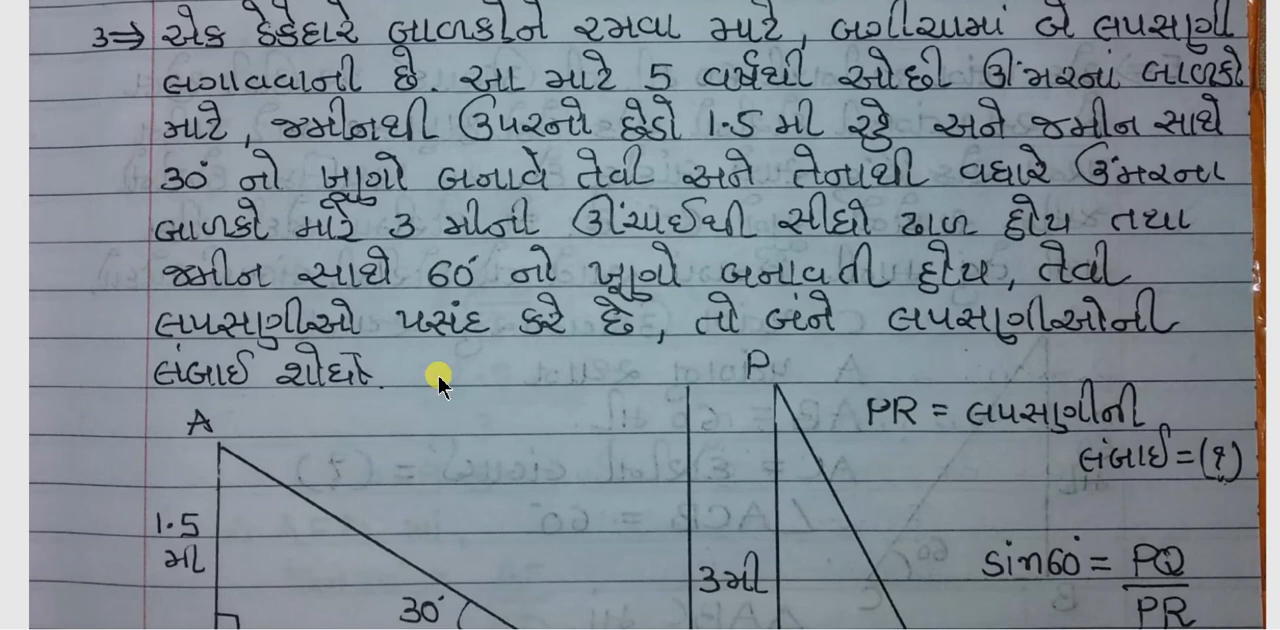 3⇒ એક ઠેકેદારે બાળકોને રમવા માટે, બગીચામાં બે લપસણી
બનાવવાની છે. આ માટે 5 વર્ષથી ઓછી ઊંમરનાં બાળકો
માટે, જમીનથી ઉપરનો છેડો 1.5 મી રહે અને જમીન સાથે
30° નો ખૂણો બનાવે તેવી અને તેનાથી વધારે ઉંમરના
બાળકો માટે 3 મીની ઊંચાઈથી સીધો ઢાળ હોય તથા
જમીન સાથે 60° નો ખૂણો બનાવતી હોય, તેવી
લપસણીઓ પસંદ કરે છે, તો બંને લપસણીઓની
લંબાઈ શોધો.
P
A
PR = લપસણીની
લંબાઈ = (?)
1.5
મી
3મી
sin60° = PQ
PR
30°